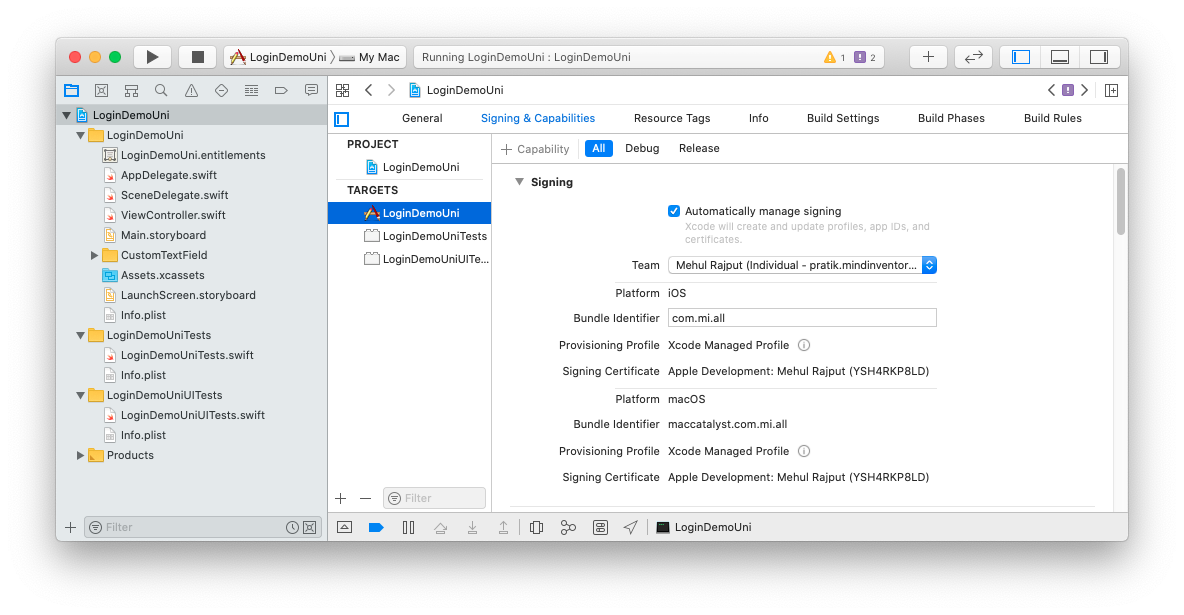 LoginDemoUni My Mac
Running LoginDemoUni : LoginDemoUni
1
2
LoginDemoUni
LoginDemoUni
LoginDemoUni.entitlements
AppDelegate.swift
SceneDelegate.swift
ViewController.swift
Main.storyboard
CustomTextField
Assets.xcassets
LaunchScreen.storyboard
Info.plist
LoginDemoUniTests
LoginDemoUniTests.swift
Info.plist
LoginDemoUniUITests
LoginDemoUniUITests.swift
Info.plist
Products
Filter
LoginDemoUni
General Signing & Capabilities Resource Tags Info Build Settings Build Phases Build Rules
PROJECT
LoginDemoUni
TARGETS
LoginDemoUni
LoginDemoUniTests
LoginDemoUniUITe...
Filter
+ Capability All Debug Release
Signing
Automatically manage signing
Xcode will create and update profiles, app IDs, and
certificates.
Team Mehul Rajput (Individual - pratik.mindinventor...
Platform iOS
Bundle Identifier com.mi.all
Provisioning Profile Xcode Managed Profile
Signing Certificate Apple Development: Mehul Rajput (YSH4RKP8LD)
Platform macOS
Bundle Identifier maccatalyst.com.mi.all
Provisioning Profile Xcode Managed Profile
Signing Certificate Apple Development: Mehul Rajput (YSH4RKP8LD)
LoginDemoUni